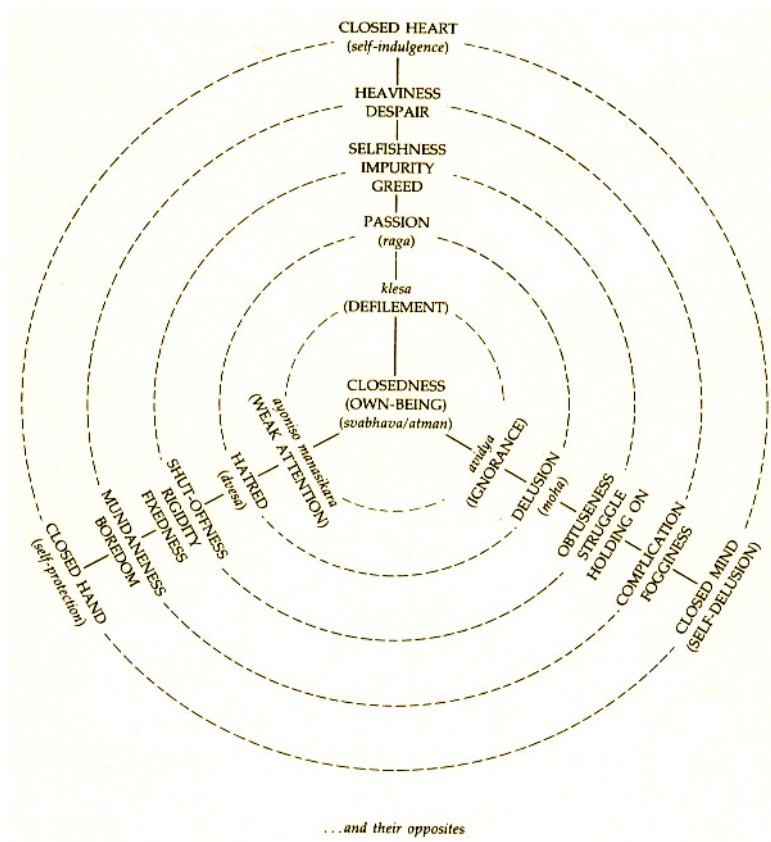 CLOSED HEART
(self-indulgence)
HEAVINESS
DESPAIR
SELFISHNESS
IMPURITY
GREED
PASSION
(raga)
klesa
(DEFILEMENT)
CLOSEDNESS
(OWN-BEING)
(svabhava/atman)
ayoniso manasikara
(WEAK ATTENTION)
HATRED
(dvesa)
SHUT-OFFNESS
RIGIDITY
FIXEDNESS
MUNDANENESS
BOREDOM
CLOSED HAND
(self-protection)
avidya
(IGNORANCE)
DELUSION
(moha)
OBTUSENESS
STRUGGLE
HOLDING ON
COMPLICATION
FOGGINESS
CLOSED MIND
(SELF-DELUSION)
...and their opposites